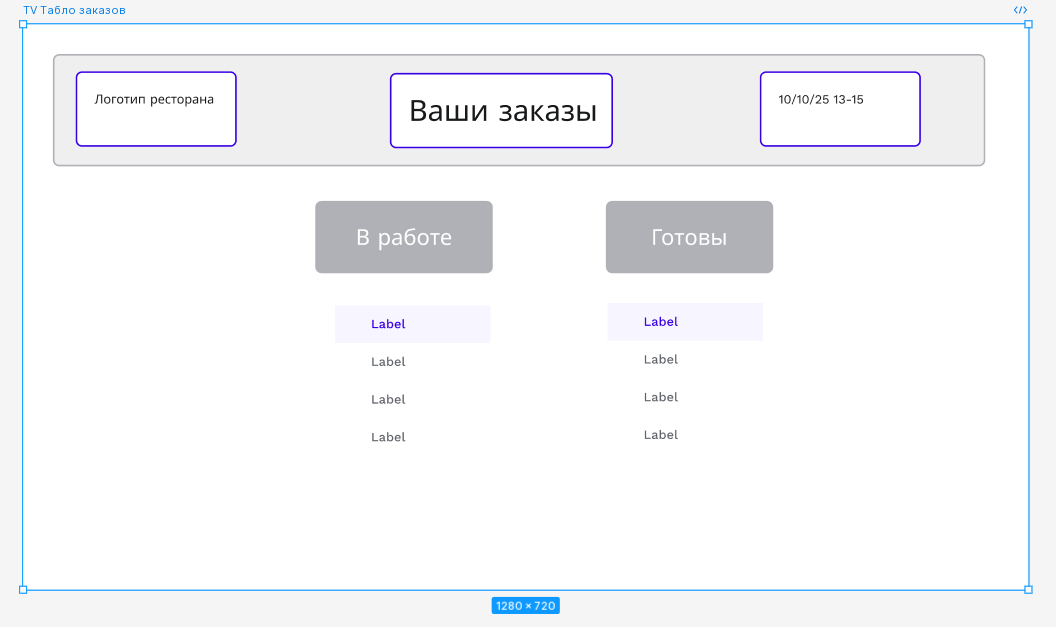 TV Табло заказов
</>
Логотип ресторана
Ваши заказы
10/10/25 13-15
В работе
Готовы
Label
Label
Label
Label
Label
Label
Label
Label
1280 × 720